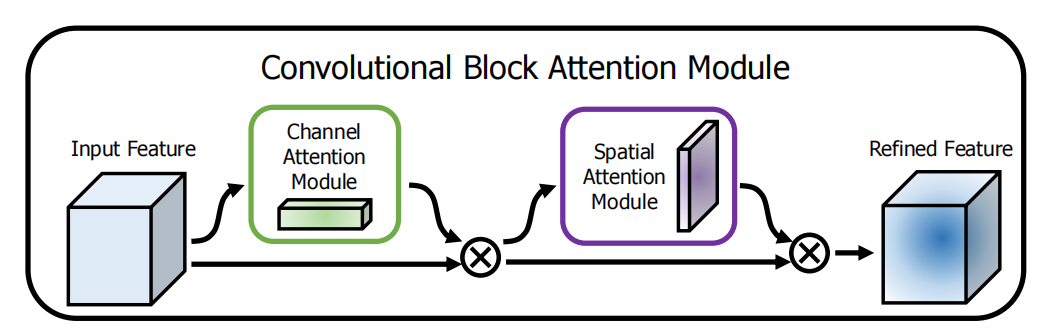 Convolutional Block Attention Module
Input Feature
Channel
Attention
Module
Spatial
Attention
Module
Refined Feature